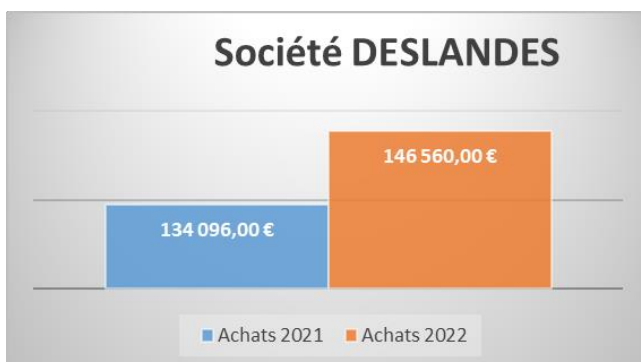 Société DESLANDES
146 560,00 €
134 096,00 €
Achats 2021 Achats 2022